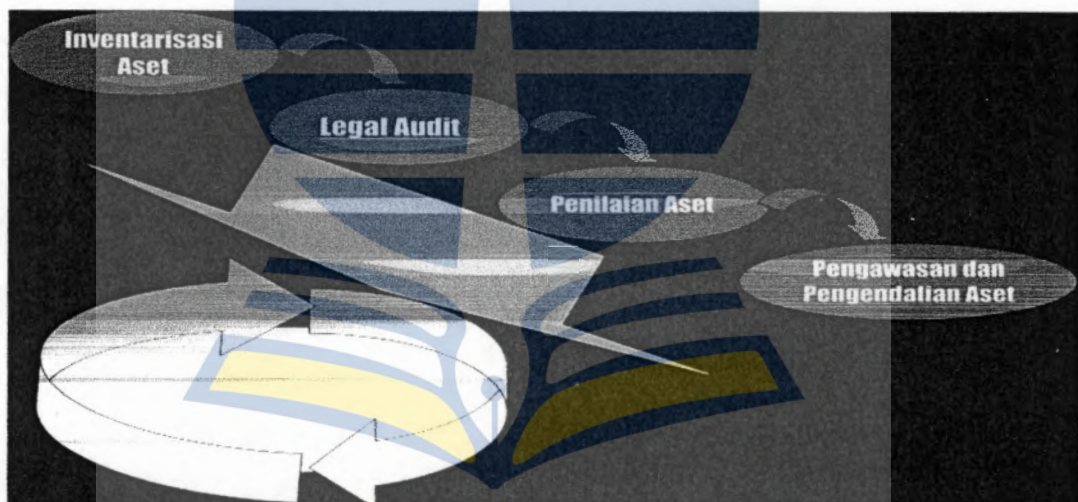 Inventarisasi
Aset
Legal Audit
Penilaian Aset
Pengawasan dan
Pengendalian Aset